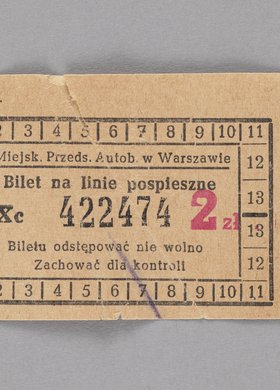 2 | 3 | 4 | 5 | 6 | 7 | 8 | 9 | 10 | 11
Miejsk. Przeds. Autob. w Warszawie
12
Bilet na linie pospieszne
Xc 422474 2 zł
13
13
Biletu odstępować nie wolno
Zachować dla kontroli
12
2 | 3 | 4 | 5 | 6 | 7 | 8 | 9 | 10 | 11